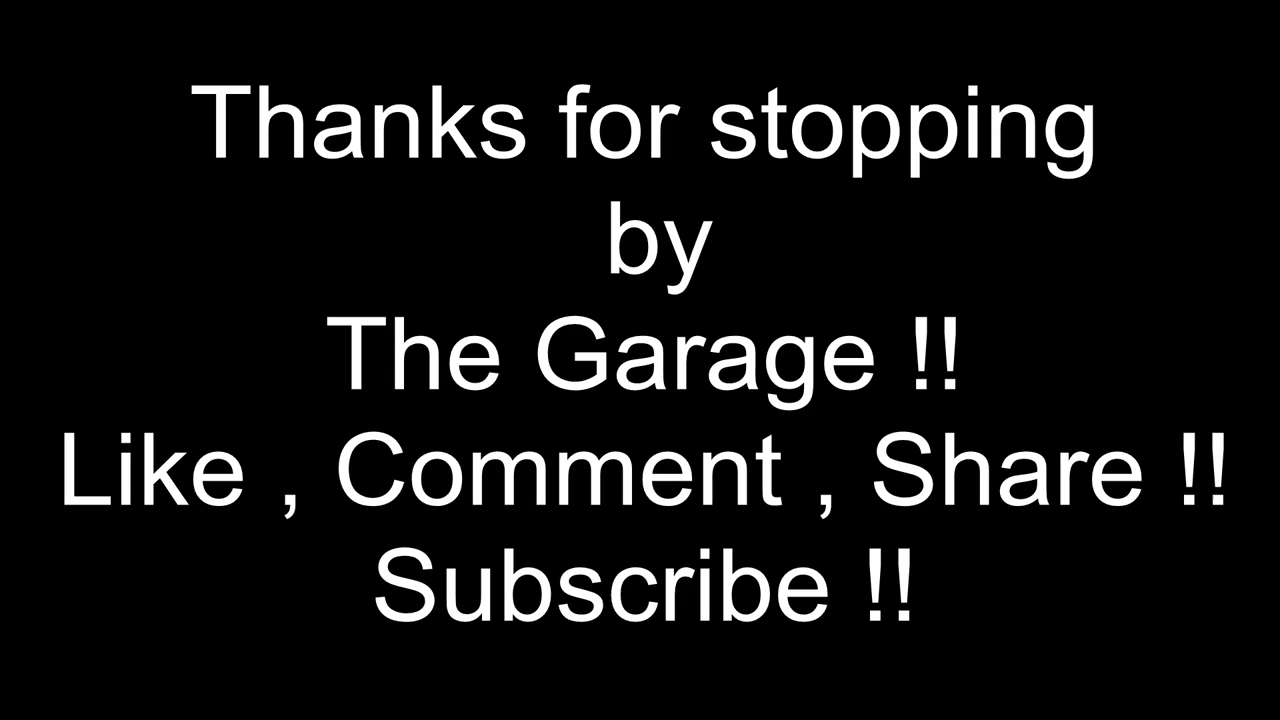 Thanks for stopping
by
The Garage !!
Like , Comment , Share !!
Subscribe !!